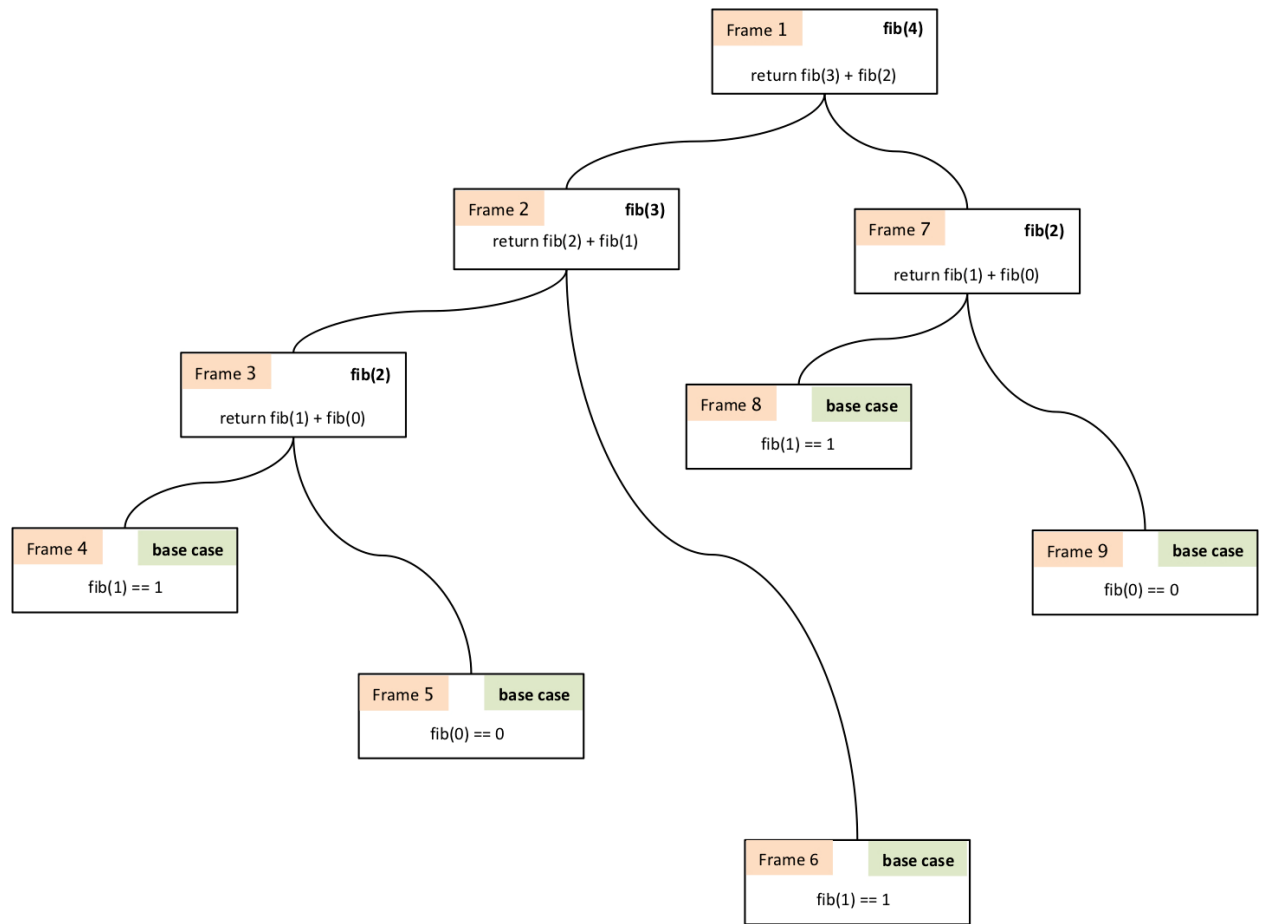 Frame 1 fib(4)
return fib(3) + fib(2)
Frame 2 fib(3)
return fib(2) + fib(1)
Frame 7 fib(2)
return fib(1) + fib(0)
Frame 3 fib(2)
return fib(1) + fib(0)
Frame 8 base case
fib(1) == 1
Frame 4 base case
fib(1) == 1
Frame 9 base case
fib(0) == 0
Frame 5 base case
fib(0) == 0
Frame 6 base case
fib(1) == 1